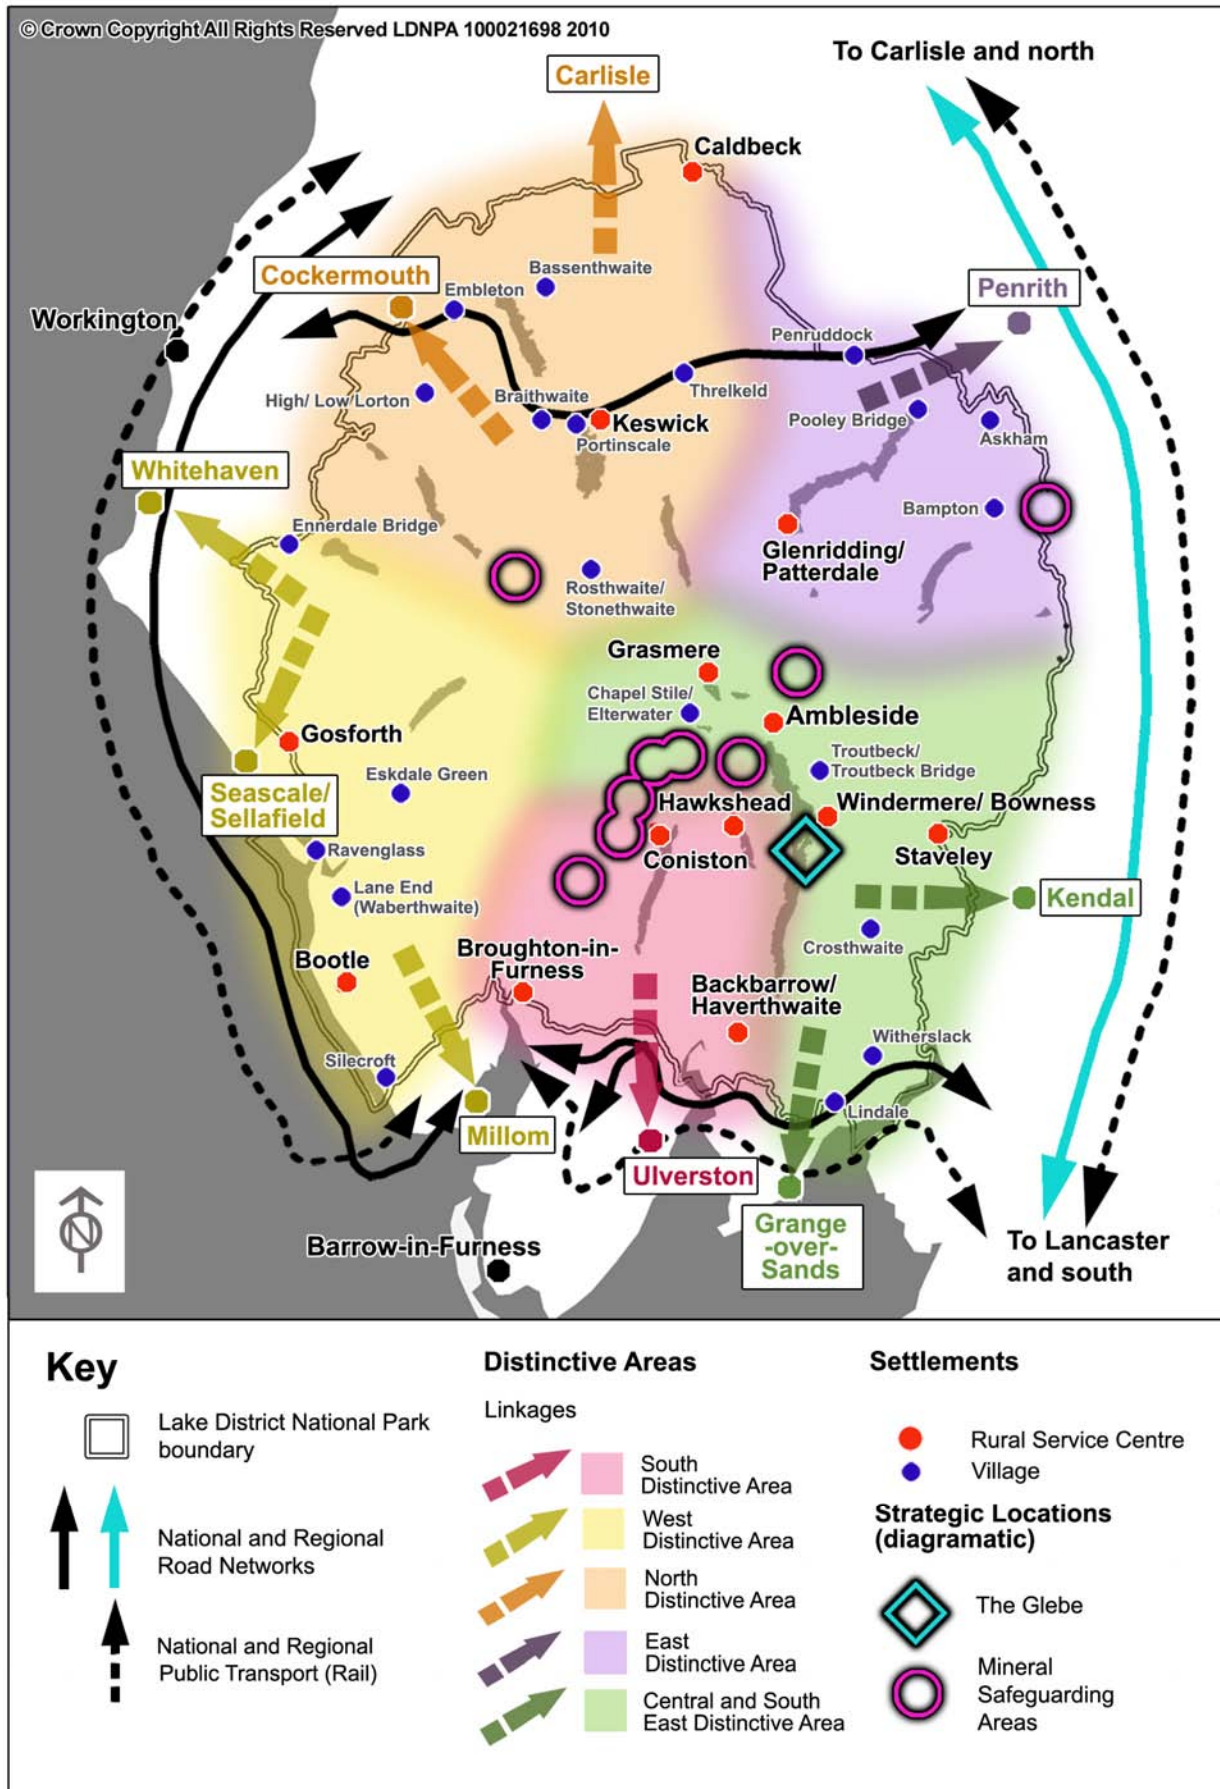 © Crown Copyright All Rights Reserved LDNPA 100021698 2010
To Carlisle and north
Carlisle
Caldbeck
Cockermouth
Bassenthwaite
Embleton
Penrith
Workington
Penruddock
High/ Low Lorton
Braithwaite
Threlkeld
Keswick
Portinscale
Pooley Bridge
Askham
Whitehaven
Ennerdale Bridge
Bampton
Glenridding/
Patterdale
Rosthwaite/
Stonethwaite
Grasmere
Chapel Stile/
Elterwater
Ambleside
Gosforth
Troutbeck/
Troutbeck Bridge
Eskdale Green
Seascale/
Sellafield
Hawkshead
Windermere/ Bowness
Coniston
Staveley
Ravenglass
Lane End
(Waberthwaite)
Kendal
Crosthwaite
Bootle
Broughton-in-
Furness
Backbarrow/
Haverthwaite
Witherslack
Silecroft
Lindale
Millom
Ulverston
Grange
-over-
Sands
N
Barrow-in-Furness
To Lancaster
and south
Key
Lake District National Park
boundary
National and Regional
Road Networks
National and Regional
Public Transport (Rail)
Distinctive Areas
Linkages
South
Distinctive Area
West
Distinctive Area
North
Distinctive Area
East
Distinctive Area
Central and South
East Distinctive Area
Settlements
Rural Service Centre
Village
Strategic Locations
(diagramatic)
The Glebe
Mineral
Safeguarding
Areas